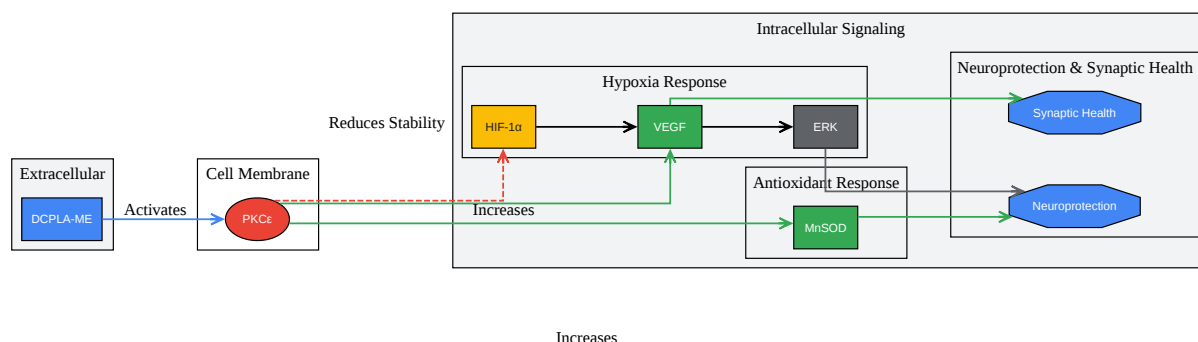 Intracellular Signaling
Neuroprotection & Synaptic Health
Hypoxia Response
HIF-1α
VEGF
ERK
Synaptic Health
Reduces Stability
Extracellular
Cell Membrane
Antioxidant Response
DCPLA-ME
Activates
PKCε
Increases
MnSOD
Neuroprotection
Increases